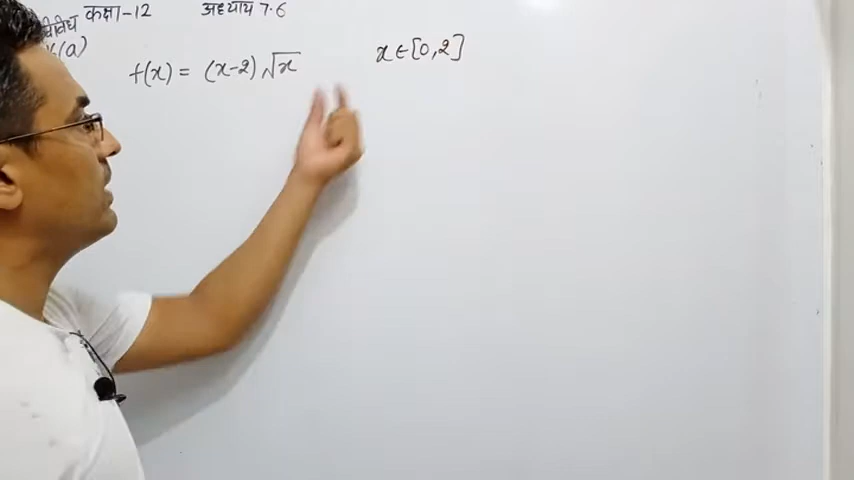 विविध कक्षा-12 अध्याय 7.6
(a)
f(x) = (x-2)√x x∈[0,2]